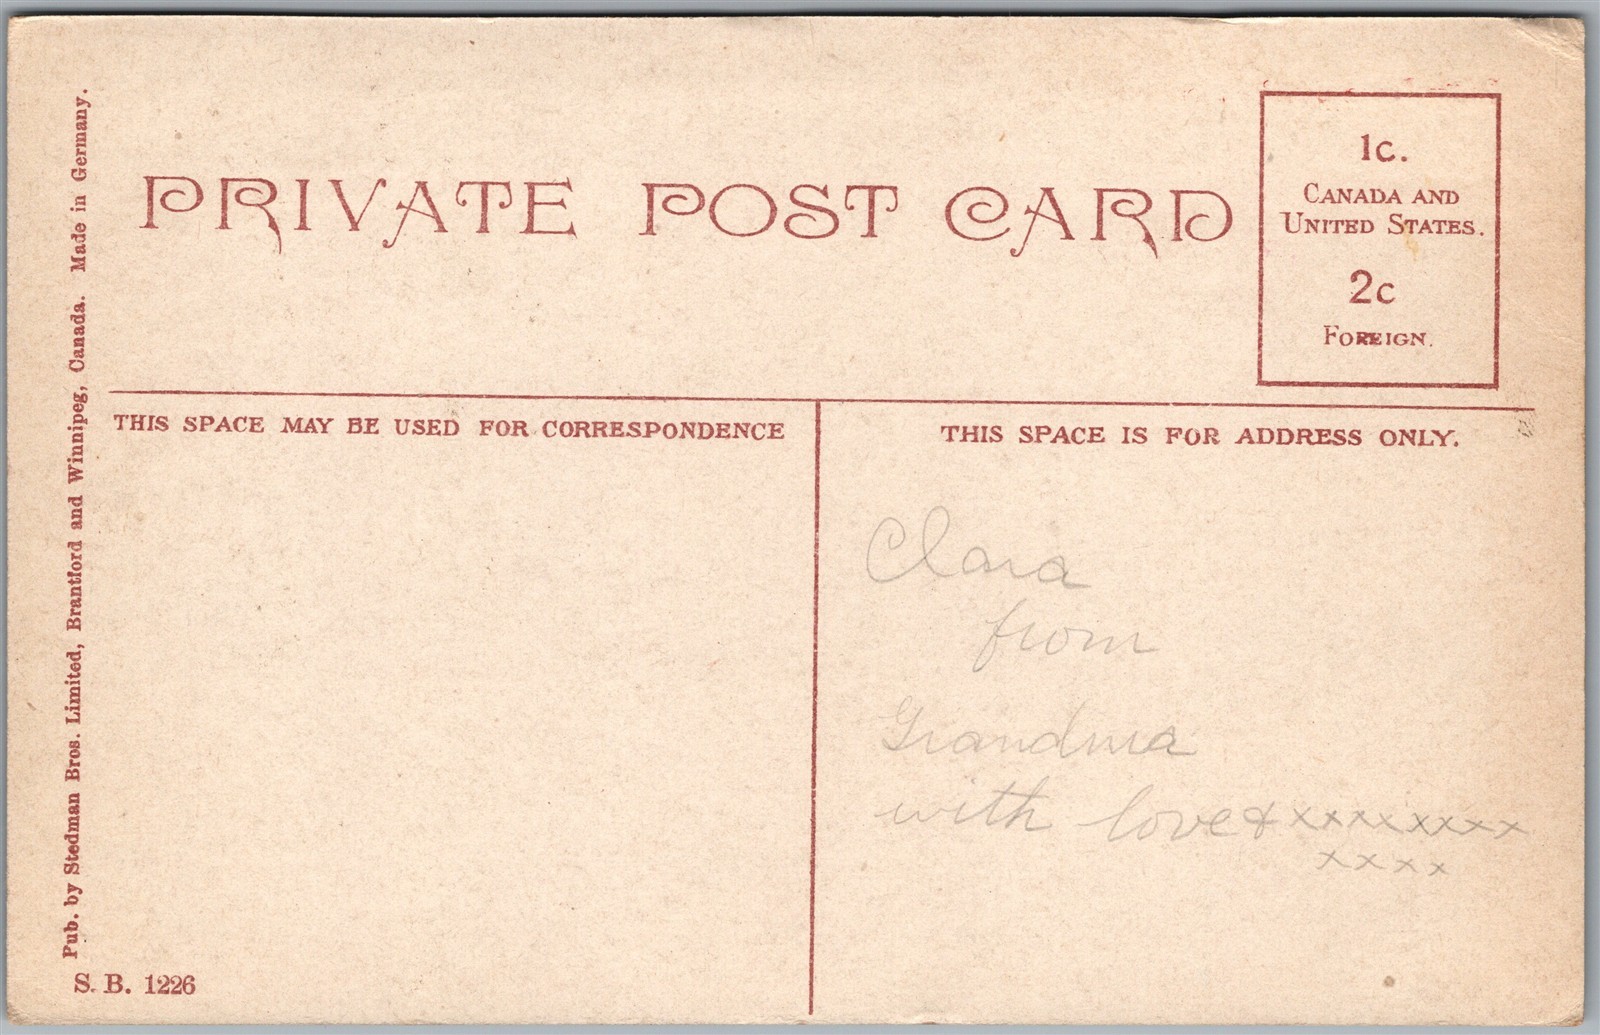 PRIVATE POST CARD
1c.
CANADA AND
UNITED STATES.
2c
FOREIGN.
THIS SPACE MAY BE USED FOR CORRESPONDENCE
THIS SPACE IS FOR ADDRESS ONLY.
Clara
from
Grandma
with love & xxxxxxxx
xxxx
Pub. by Stedman Bros. Limited, Brantford and Winnipeg, Canada. Made in Germany.
S. B. 1226